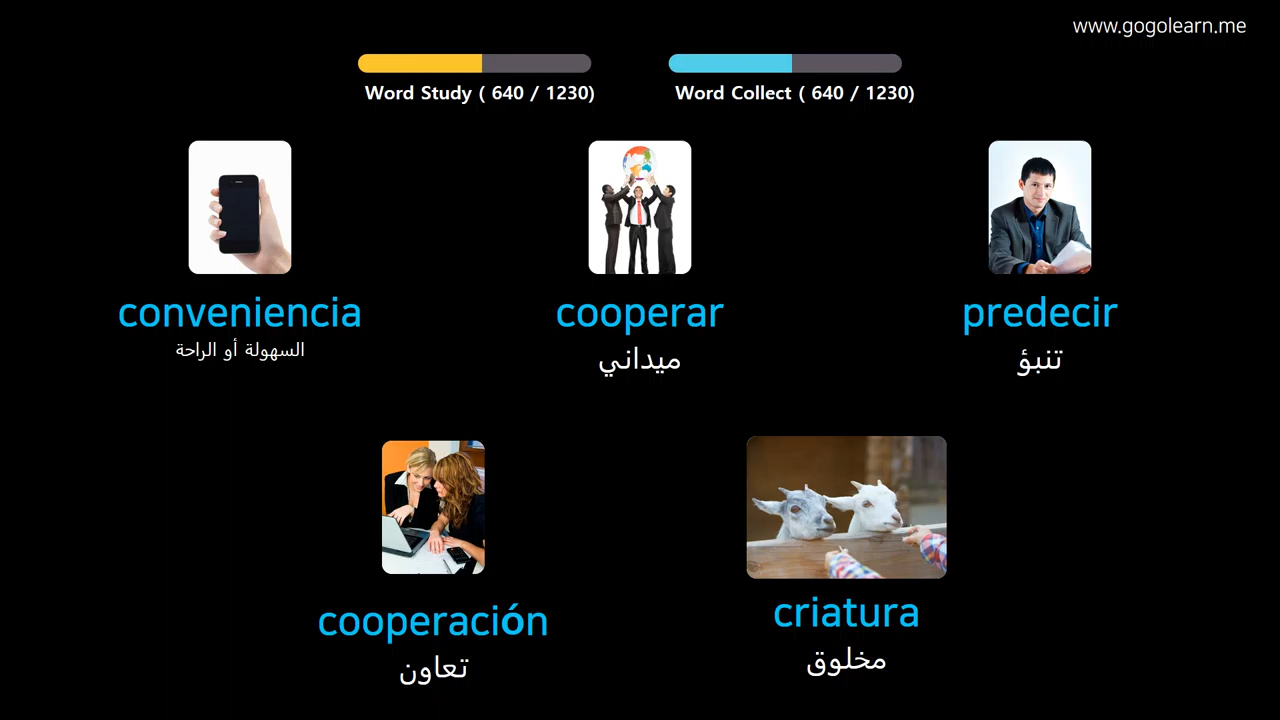 www.gogolearn.me
Word Study ( 640 / 1230)
Word Collect ( 640 / 1230)
conveniencia
السهولة أو الراحة
cooperar
ميداني
predecir
تنبؤ
cooperación
تعاون
criatura
مخلوق